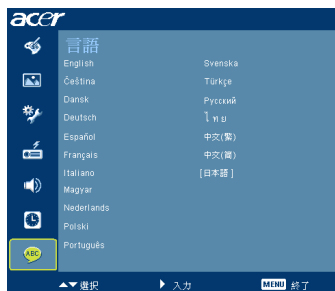 acer
言語
English
Svenska
Čeština
Türkçe
Dansk
Русский
Deutsch
ไทย
Español
中文(繁)
Français
中文(简)
Italiano
[日本語]
Magyar
Nederlands
Polski
Português
ABC
▲▼選択
▶ 入力
MENU 終了